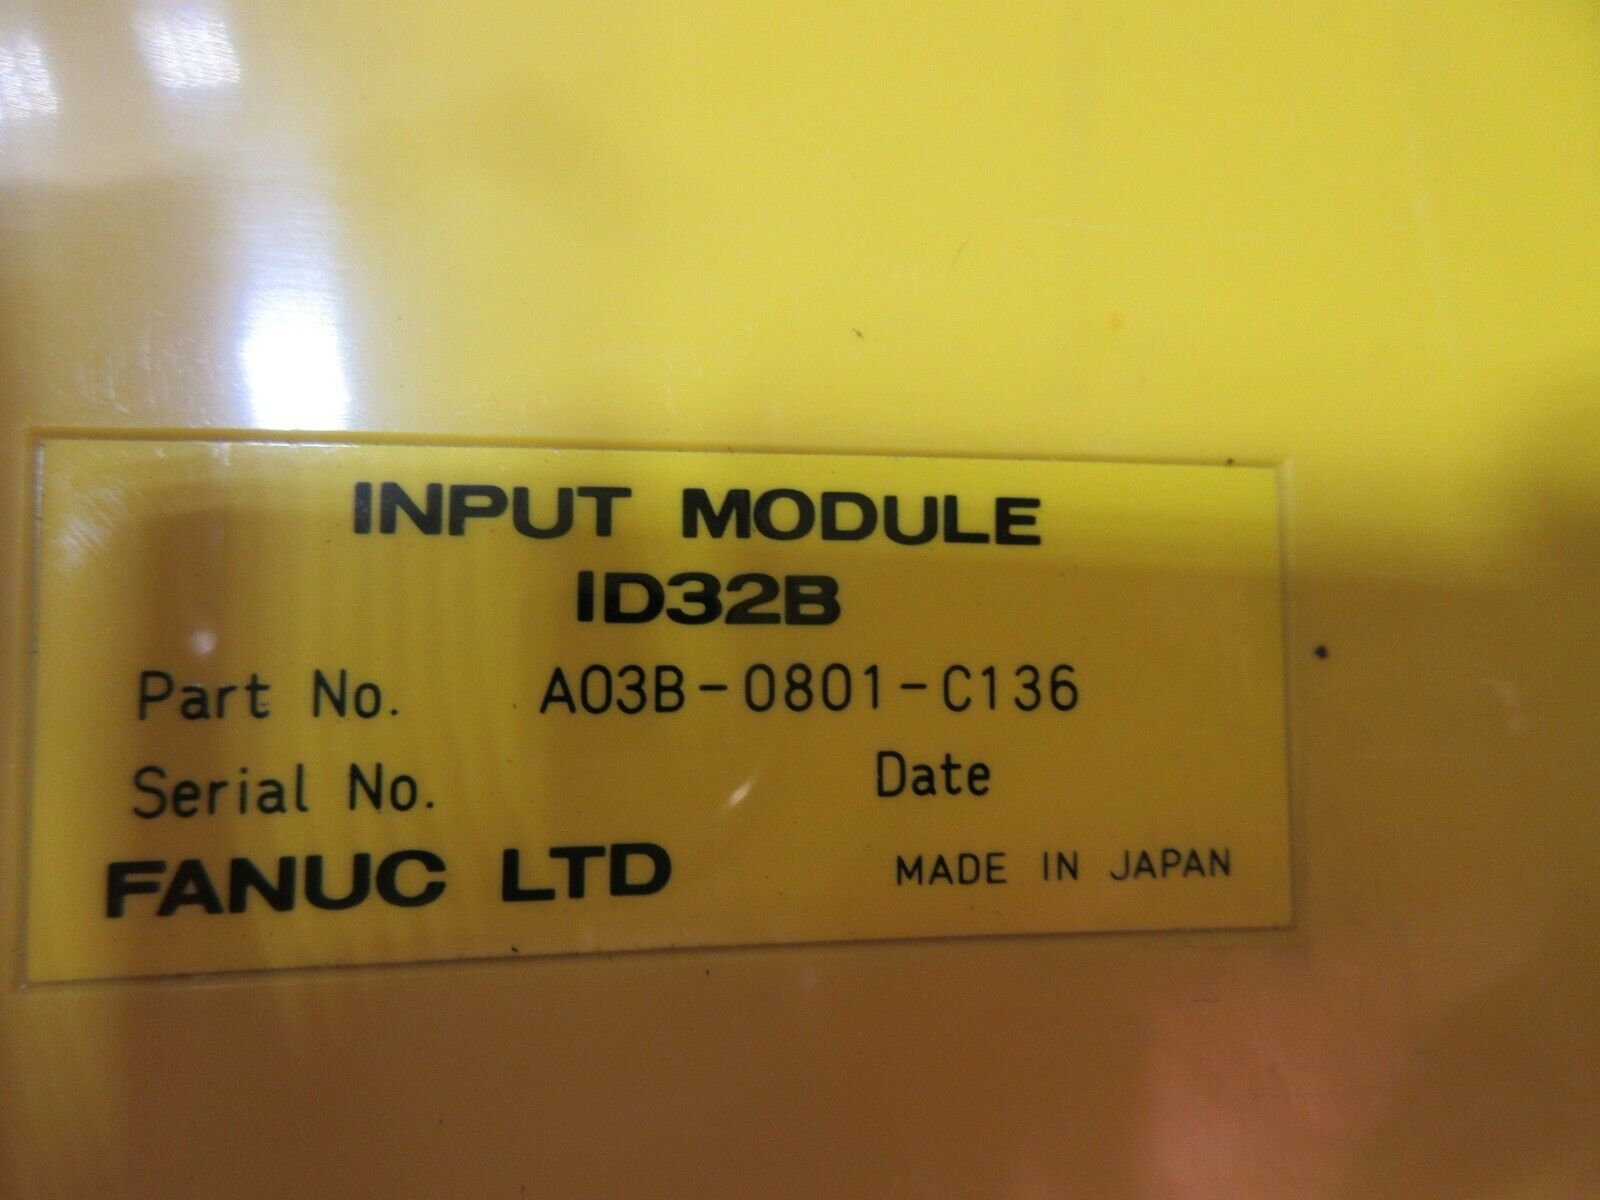 INPUT MODULE
ID32B
Part No. A03B-0801-C136
Serial No. Date
FANUC LTD MADE IN JAPAN